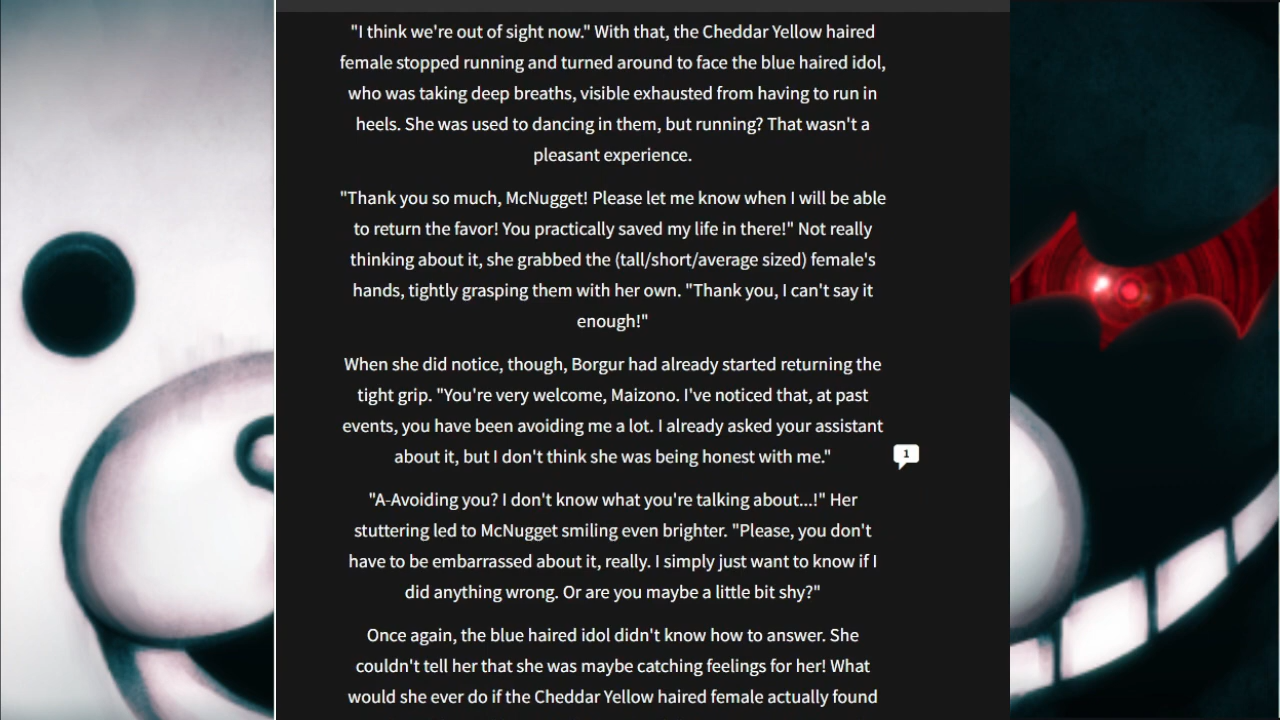 "I think we're out of sight now." With that, the Cheddar Yellow haired
female stopped running and turned around to face the blue haired idol,
who was taking deep breaths, visible exhausted from having to run in
heels. She was used to dancing in them, but running? That wasn't a
pleasant experience.
"Thank you so much, McNugget! Please let me know when I will be able
to return the favor! You practically saved my life in there!" Not really
thinking about it, she grabbed the (tall/short/average sized) female's
hands, tightly grasping them with her own. "Thank you, I can't say it
enough!"
When she did notice, though, Borgur had already started returning the
tight grip. "You're very welcome, Maizono. I've noticed that, at past
events, you have been avoiding me a lot. I already asked your assistant
about it, but I don't think she was being honest with me."
1
"A-Avoiding you? I don't know what you're talking about...!" Her
stuttering led to McNugget smiling even brighter. "Please, you don't
have to be embarrassed about it, really. I simply just want to know if I
did anything wrong. Or are you maybe a little bit shy?"
Once again, the blue haired idol didn't know how to answer. She
couldn't tell her that she was maybe catching feelings for her! What
would she ever do if the Cheddar Yellow haired female actually found